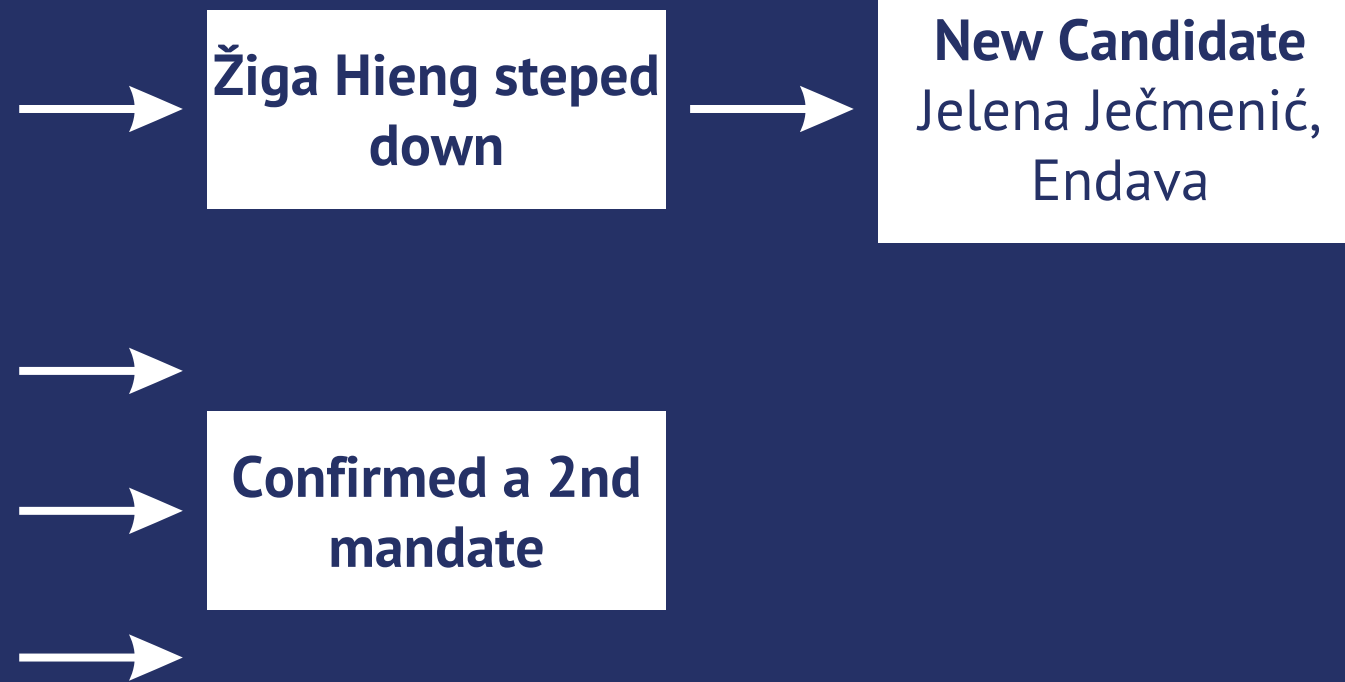 Žiga Hieng steped
down
New Candidate
Jelena Ječmenić,
Endava
Confirmed a 2nd
mandate